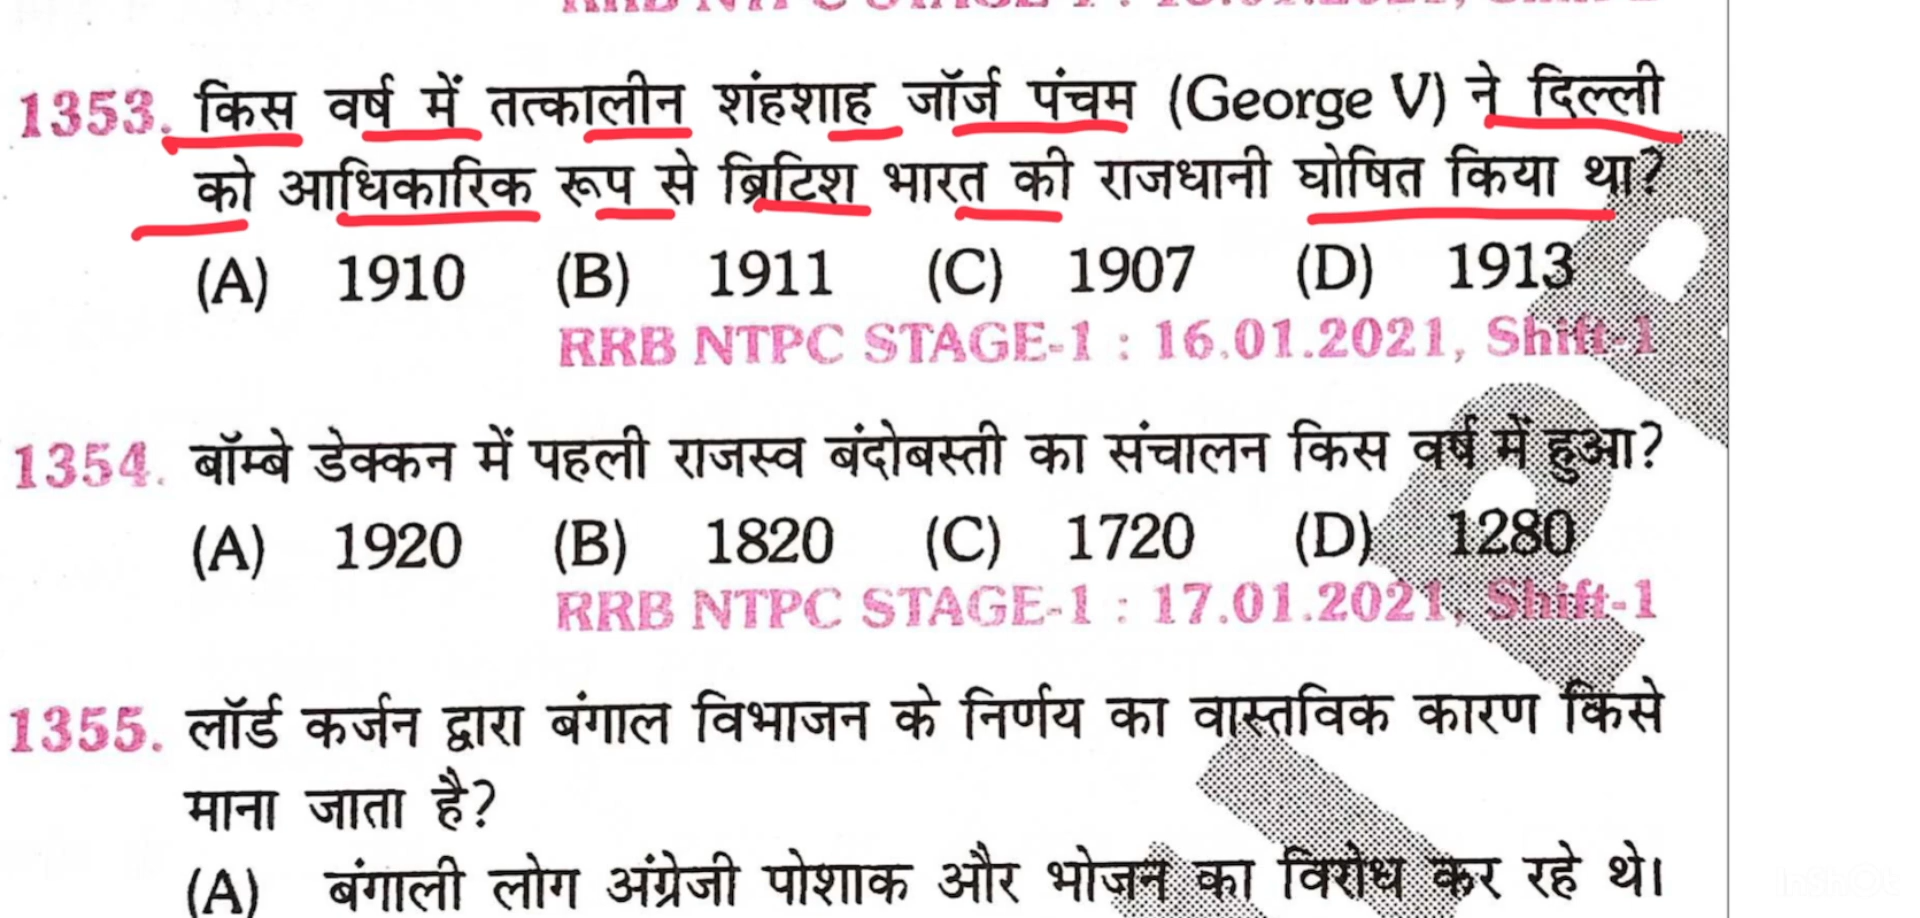 1353. किस वर्ष में तत्कालीन शंहशाह जॉर्ज पंचम (George V) ने दिल्ली
को आधिकारिक रूप से ब्रिटिश भारत की राजधानी घोषित किया था?
(A) 1910 (B) 1911 (C) 1907 (D) 1913
RRB NTPC STAGE-1 : 16.01.2021, Shift-1
1354. बॉम्बे डेक्कन में पहली राजस्व बंदोबस्ती का संचालन किस वर्ष में हुआ?
(A) 1920 (B) 1820 (C) 1720 (D) 1280
RRB NTPC STAGE-1 : 17.01.2021, Shift-1
1355. लॉर्ड कर्जन द्वारा बंगाल विभाजन के निर्णय का वास्तविक कारण किसे
माना जाता है?
(A) बंगाली लोग अंग्रेजी पोशाक और भोजन का विरोध कर रहे थे।